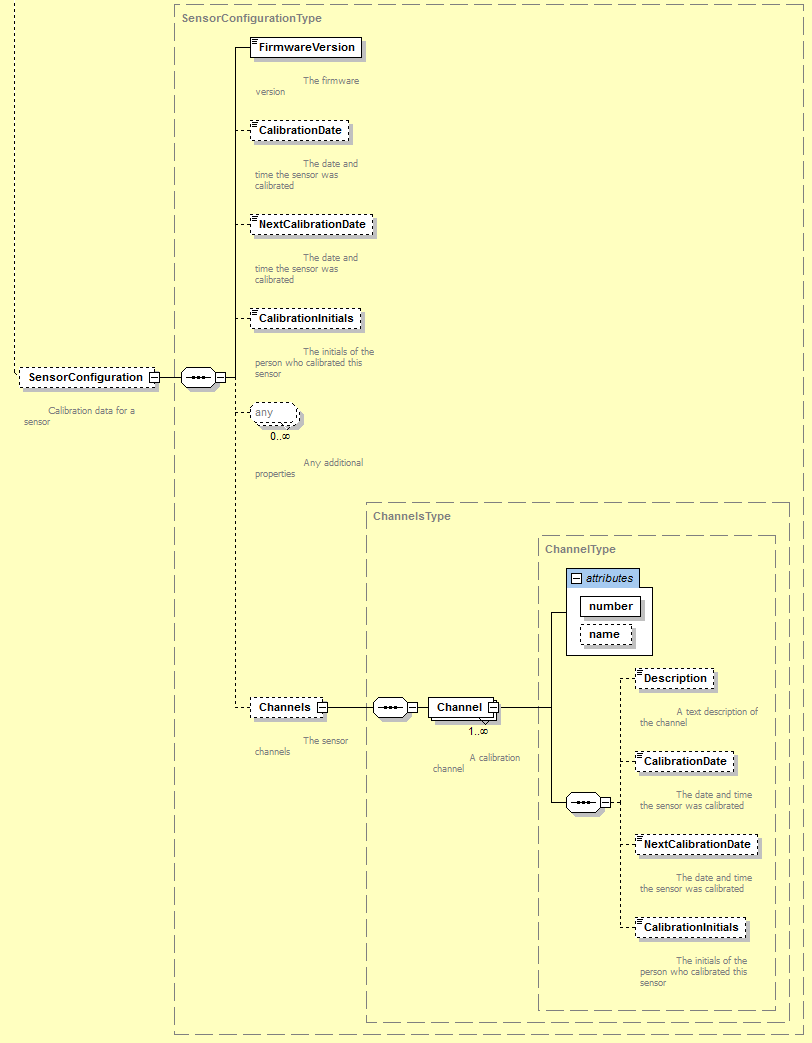 SensorConfigurationType
FirmwareVersion
The firmware
version
CalibrationDate
The date and
time the sensor was
calibrated
NextCalibrationDate
The date and
time the sensor was
calibrated
CalibrationInitials
The initials of the
person who calibrated this
sensor
SensorConfiguration
Calibration data for a
sensor
any
0..∞
Any additional
properties
ChannelsType
ChannelType
attributes
number
name
Channels
The sensor
channels
Channel
1..∞
A calibration
channel
Description
A text description of
the channel
CalibrationDate
The date and time
the sensor was calibrated
NextCalibrationDate
The date and time
the sensor was calibrated
CalibrationInitials
The initials of the
person who calibrated this
sensor